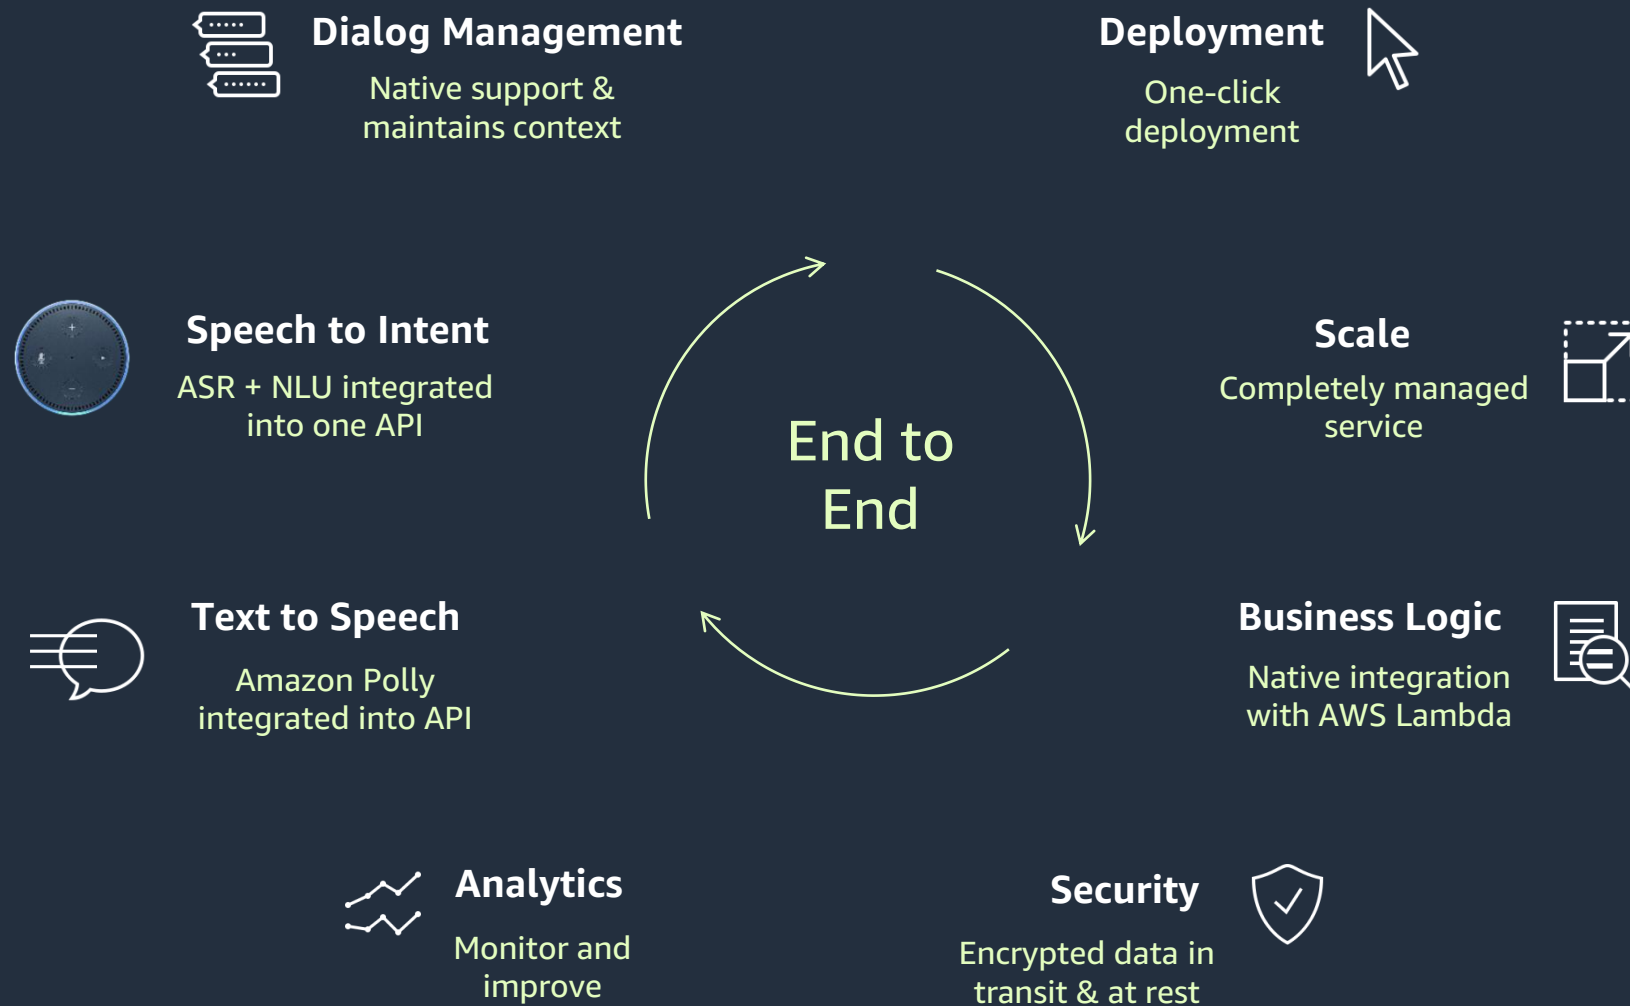 Dialog Management
Native support &
maintains context
Deployment
One-click
deployment
Speech to Intent
ASR + NLU integrated
into one API
Scale
Completely managed
service
End to
End
Text to Speech
Amazon Polly
integrated into API
Business Logic
Native integration
with AWS Lambda
Analytics
Monitor and
improve
Security
Encrypted data in
transit & at rest